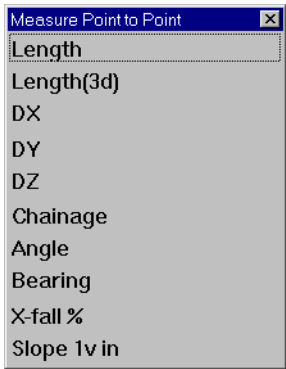 Measure Point to Point
Length
Length(3d)
DX
DY
DZ
Chainage
Angle
Bearing
X-fall %
Slope 1v in